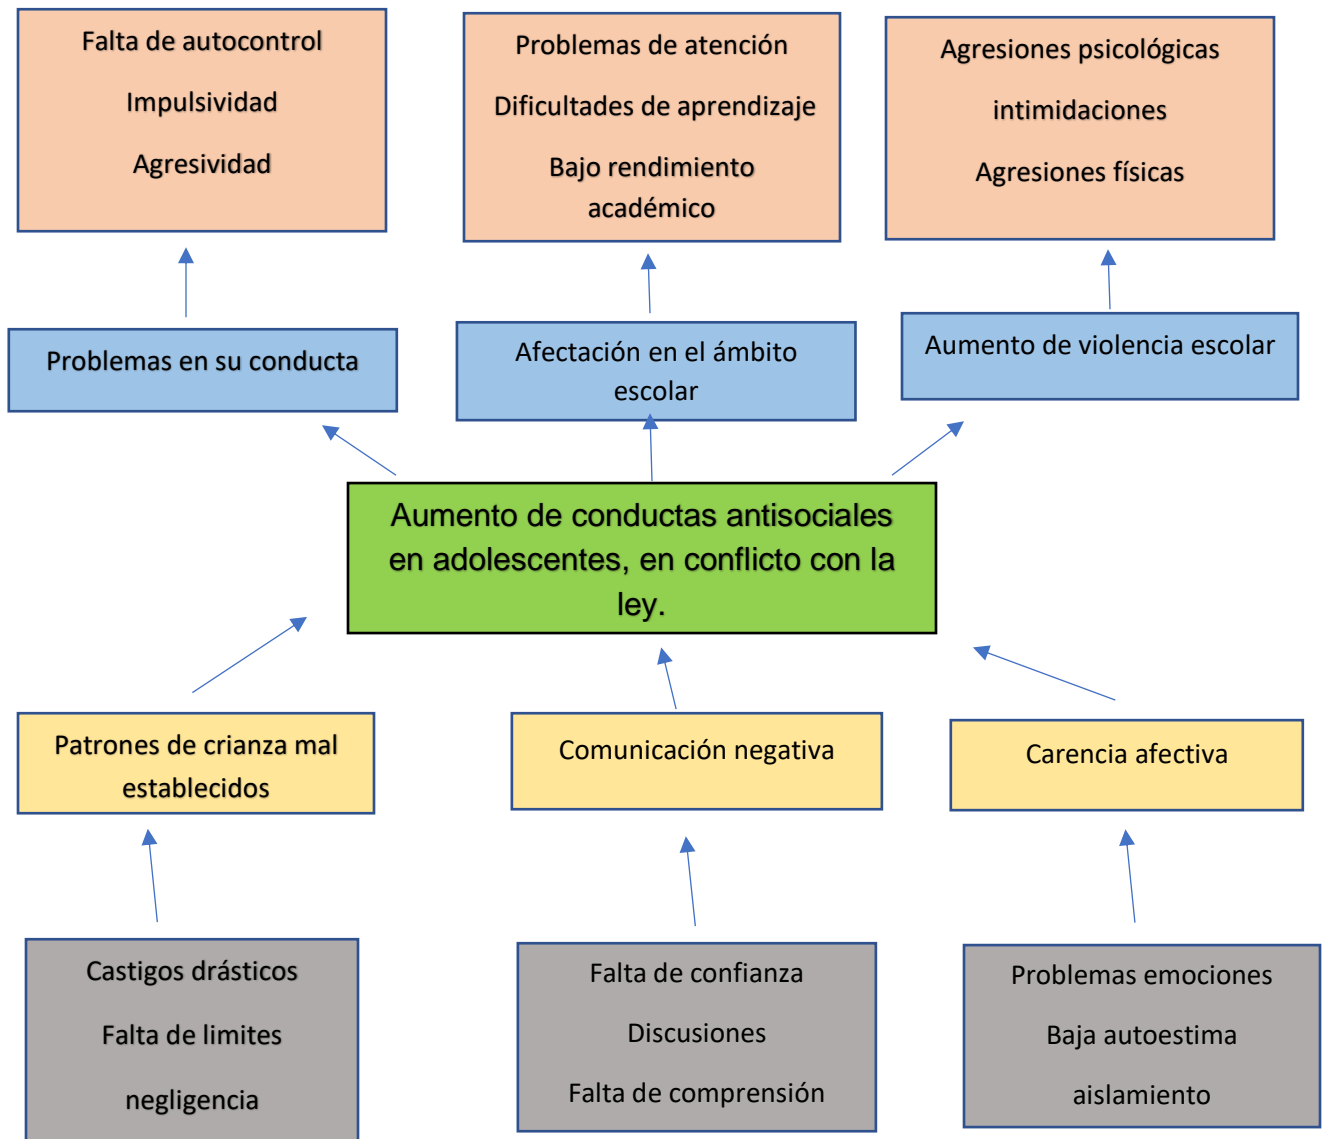 Falta de autocontrol
Impulsividad
Agresividad
Problemas de atención
Dificultades de aprendizaje
Bajo rendimiento
académico
Agresiones psicológicas
intimidaciones
Agresiones físicas
Problemas en su conducta
Afectación en el ámbito
escolar
Aumento de violencia escolar
Aumento de conductas antisociales
en adolescentes, en conflicto con la
ley.
Patrones de crianza mal
establecidos
Comunicación negativa
Carencia afectiva
Castigos drásticos
Falta de limites
negligencia
Falta de confianza
Discusiones
Falta de comprensión
Problemas emociones
Baja autoestima
aislamiento